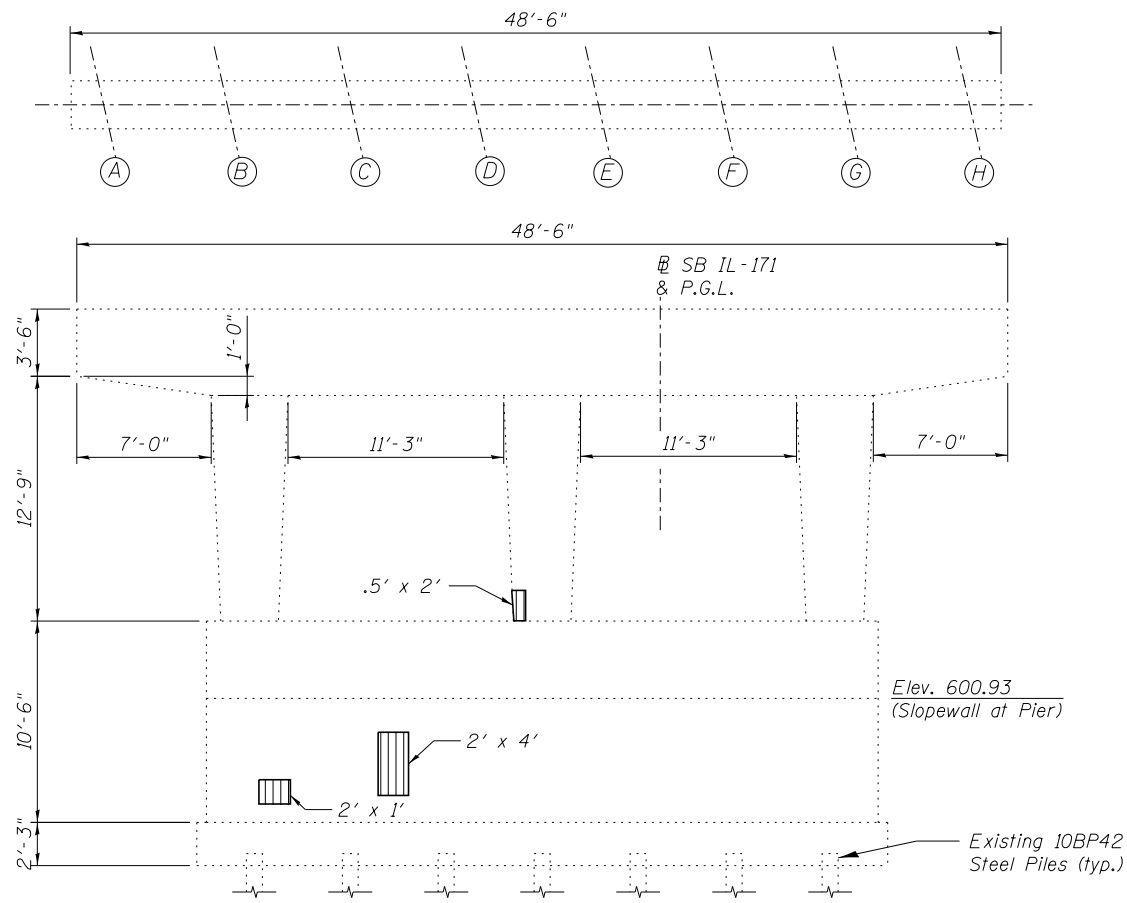 48'-6"
A B C D E F G H
48'-6"
℄ SB IL-171
& P.G.L.
3'-6"
1'-0"
7'-0" 11'-3" 11'-3" 7'-0"
12'-9"
.5' x 2'
Elev. 600.93
(Slopewall at Pier)
10'-6"
2' x 4'
2' x 1'
2'-3"
Existing 10BP42
Steel Piles (typ.)